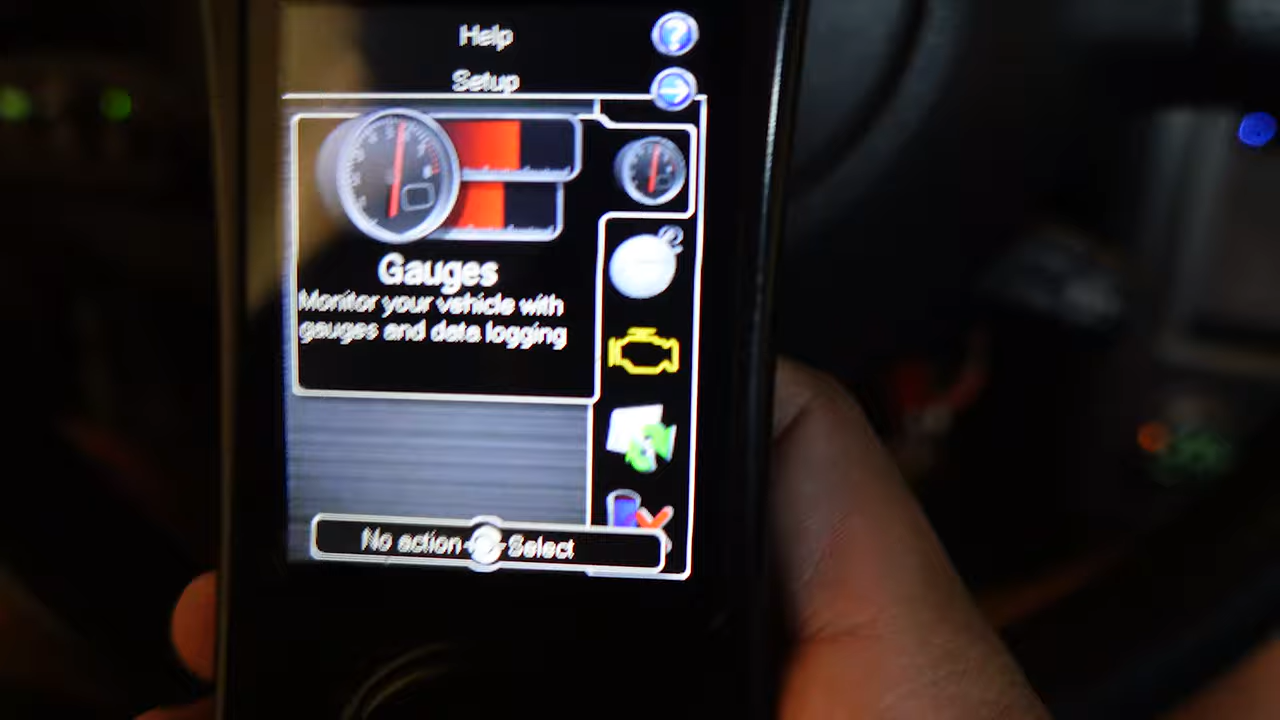 Help
Setup
Gauges
Monitor your vehicle with
gauges and data logging
No action Select